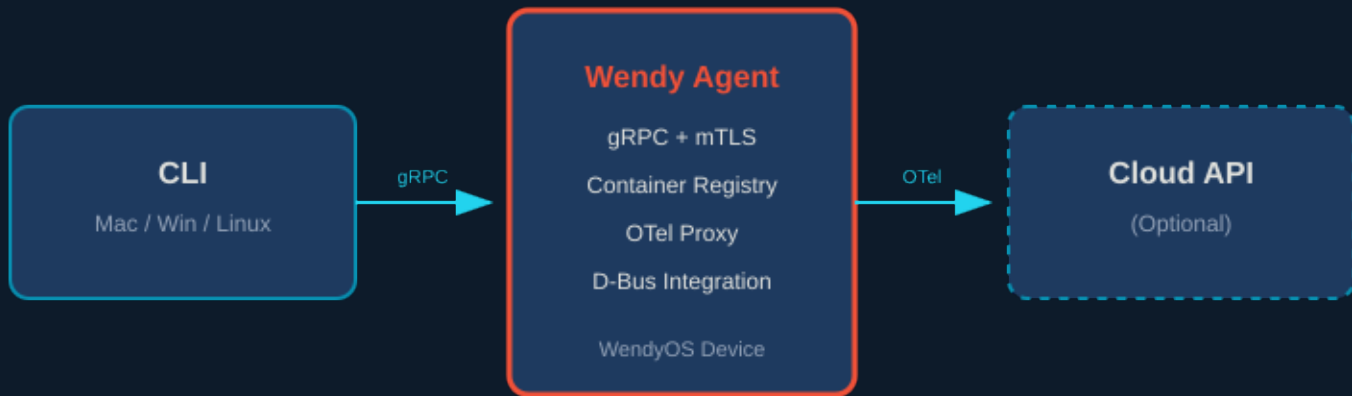 CLI
Mac / Win / Linux
gRPC
Wendy Agent
gRPC + mTLS
Container Registry
OTel Proxy
D-Bus Integration
WendyOS Device
OTel
Cloud API
(Optional)